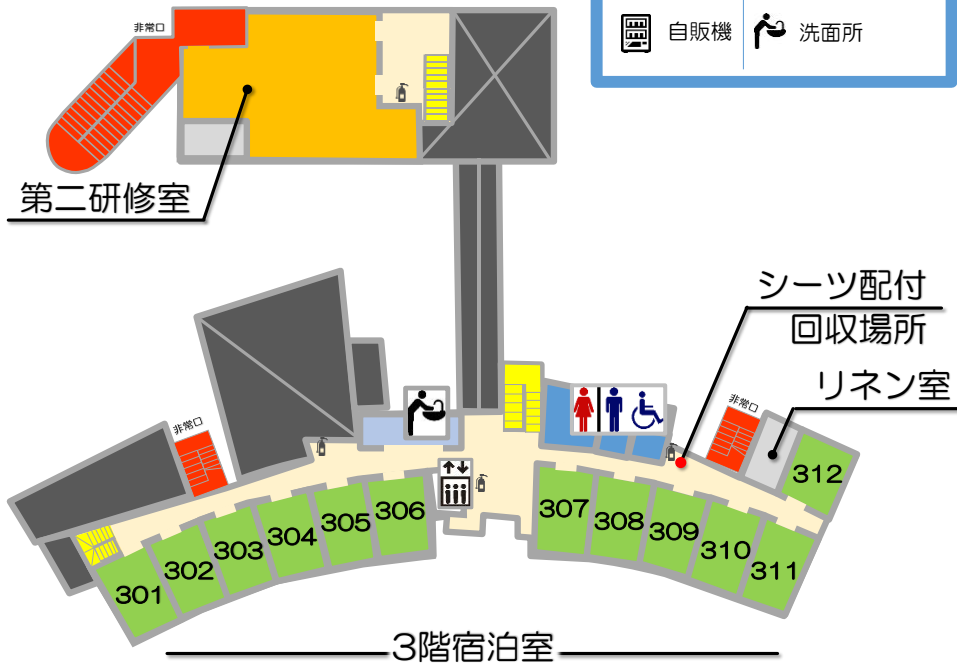 非常口
自販機
洗面所
第二研修室
シーツ配付
回収場所
リネン室
非常口
非常口
301
302
303
304
305
306
307
308
309
310
311
312
3階宿泊室